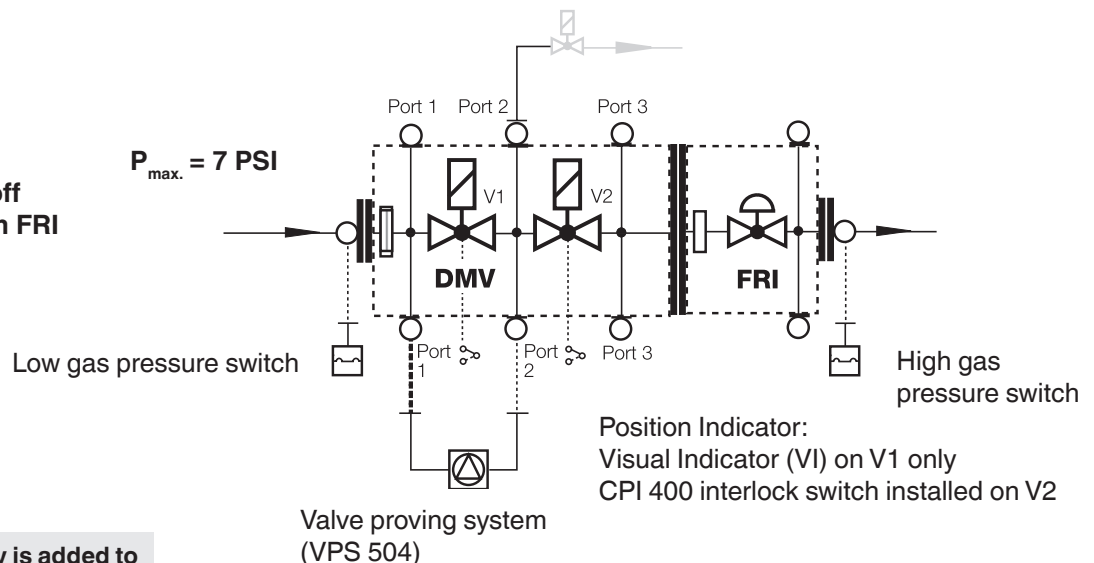 Port 1 Port 2 Port 3
P max. = 7 PSI
off
FRI
V1 V2
DMV FRI
Port 1 Port 2 Port 3
Low gas pressure switch
High gas
pressure switch
Position Indicator:
Visual Indicator (VI) on V1 only
CPI 400 interlock switch installed on V2
Valve proving system
(VPS 504)
is added to